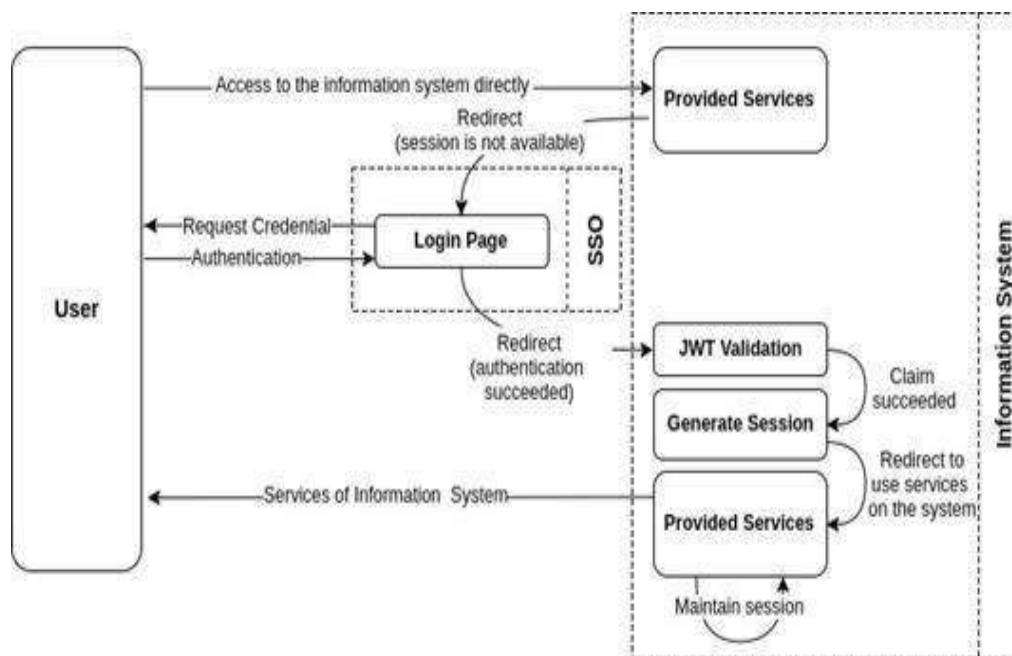 Access to the information system directly
Provided Services
Redirect
(session is not available)
Request Credential
Login Page
Authentication
SSO
User
Information System
Redirect
(authentication
succeeded)
JWT Validation
Claim
succeeded
Generate Session
Redirect to
use services
on the system
Services of Information System
Provided Services
Maintain session